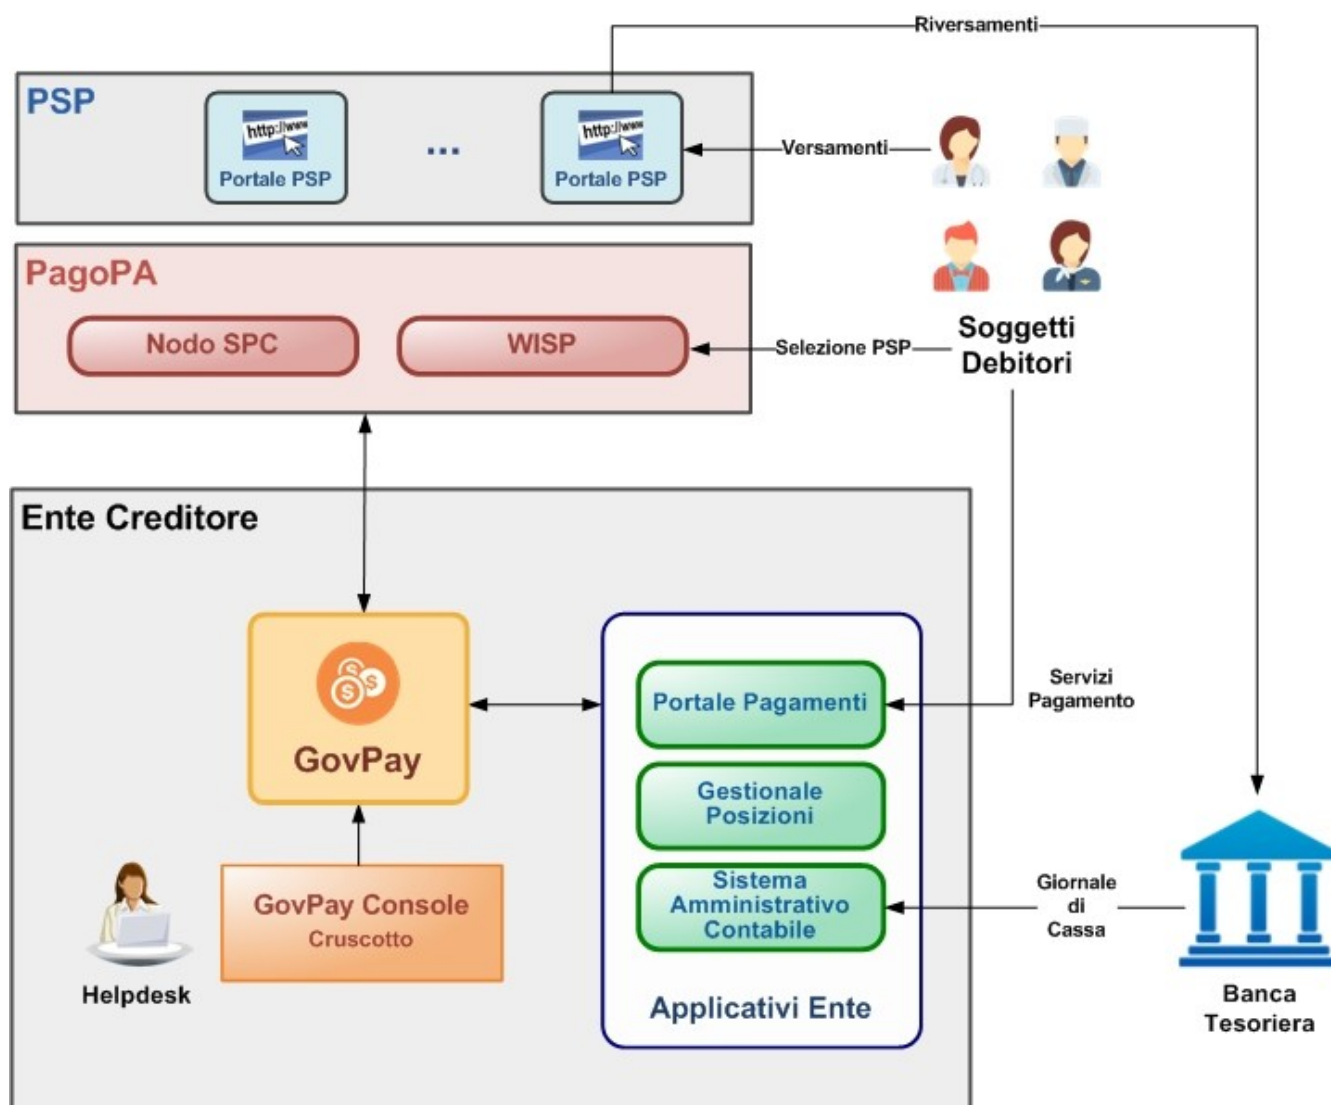 Riversamenti
PSP
http://www
Portale PSP
...
http://www
Portale PSP
Versamenti
PagoPA
Nodo SPC
WISP
Selezione PSP
Soggetti
Debitori
Ente Creditore
GovPay
Portale Pagamenti
Servizi
Pagamento
Gestionale
Posizioni
GovPay Console
Cruscotto
Sistema
Amministrativo
Contabile
Giornale
di
Cassa
Helpdesk
Applicativi Ente
Banca
Tesoriera